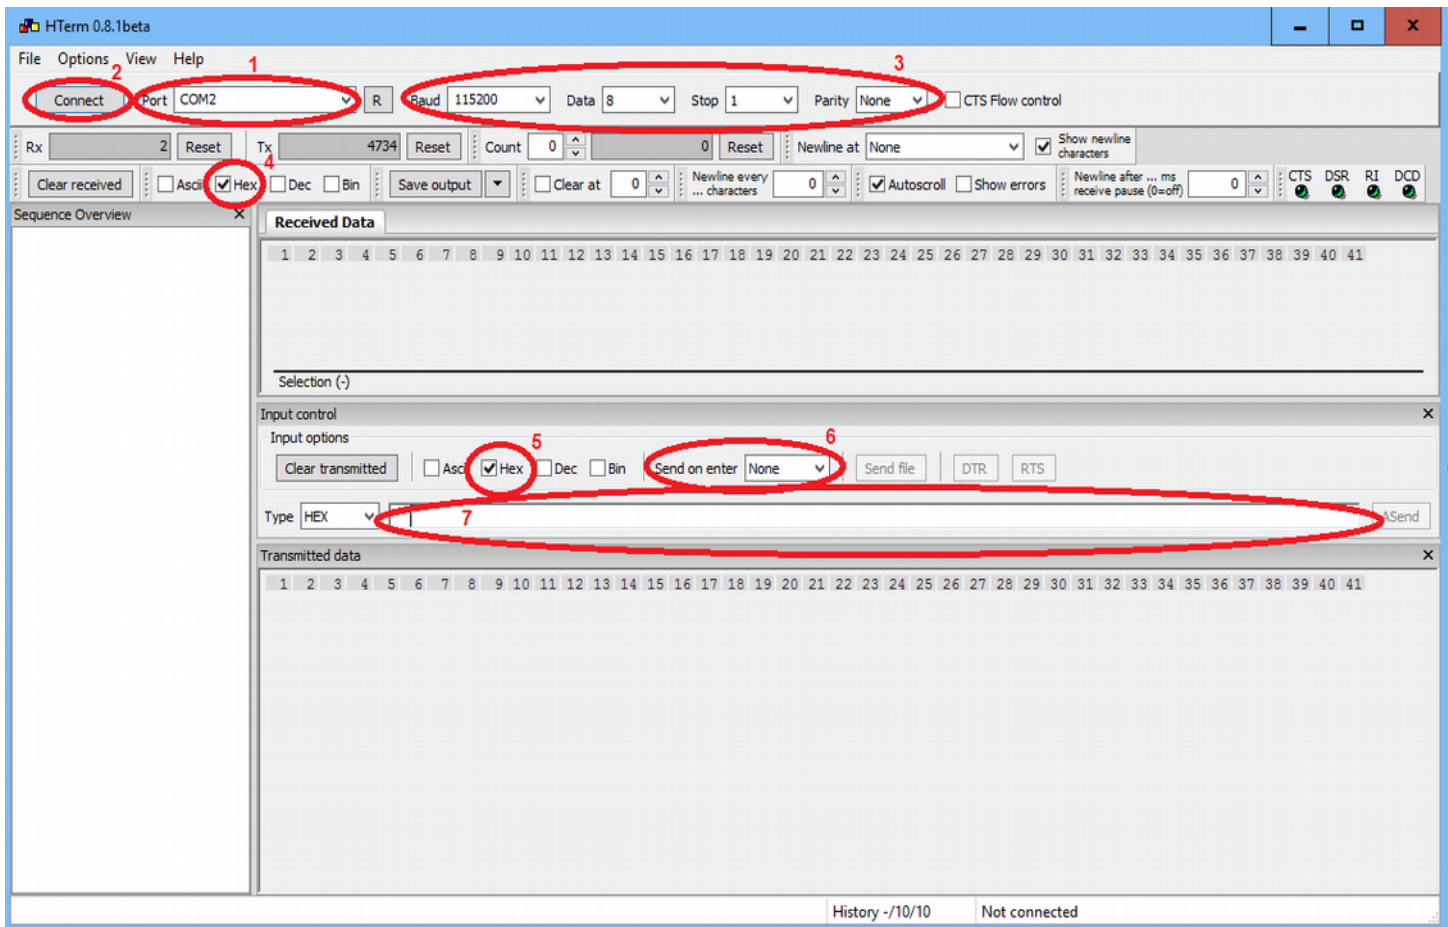 HTerm 0.8.1beta
File Options View Help
2 1 3
Connect Port COM2 R Baud 115200 Data 8 Stop 1 Parity None CTS Flow control
Rx 2 Reset Tx 4734 Reset Count 0 0 Reset Newline at None Show newline characters
4
Clear received Ascii Hex Dec Bin Save output Clear at 0 Newline every ... characters 0 Autoscroll Show errors Newline after ... ms receive pause (0=off) 0 CTS DSR RI DCD
Sequence Overview X
Received Data
1 2 3 4 5 6 7 8 9 10 11 12 13 14 15 16 17 18 19 20 21 22 23 24 25 26 27 28 29 30 31 32 33 34 35 36 37 38 39 40 41
Selection (-)
Input control
Input options
5 6
Clear transmitted Asc Hex Dec Bin Send on enter None Send file DTR RTS
Type HEX 7 ASend
Transmitted data
1 2 3 4 5 6 7 8 9 10 11 12 13 14 15 16 17 18 19 20 21 22 23 24 25 26 27 28 29 30 31 32 33 34 35 36 37 38 39 40 41
History -/10/10 Not connected